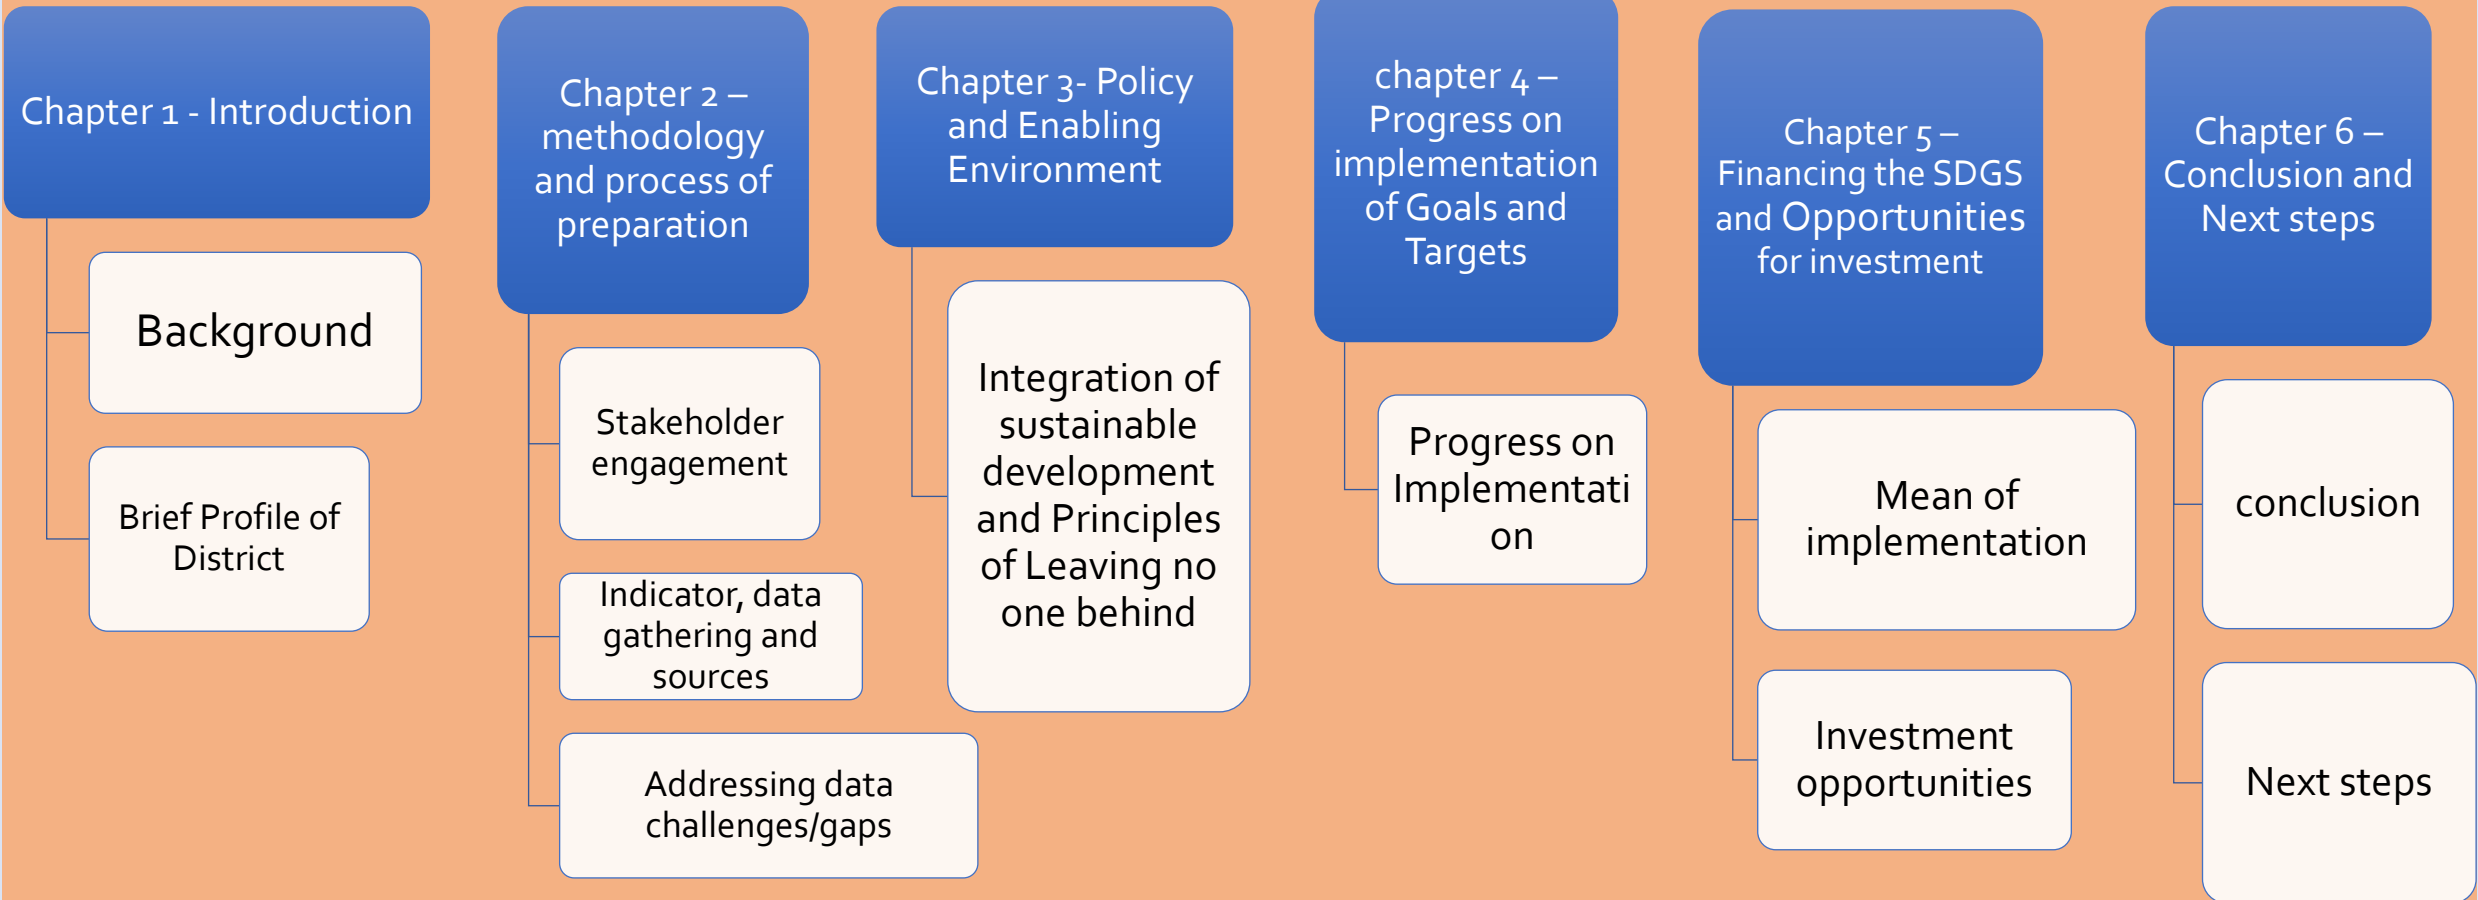 Chapter 1 - Introduction
Background
Brief Profile of
District
Chapter 2 –
methodology
and process of
preparation
Stakeholder
engagement
Indicator, data
gathering and
sources
Addressing data
challenges/gaps
Chapter 3- Policy
and Enabling
Environment
Integration of
sustainable
development
and Principles
of Leaving no
one behind
chapter 4 –
Progress on
implementation
of Goals and
Targets
Progress on
Implementati
on
Chapter 5 –
Financing the SDGS
and Opportunities
for investment
Mean of
implementation
Investment
opportunities
Chapter 6 –
Conclusion and
Next steps
conclusion
Next steps